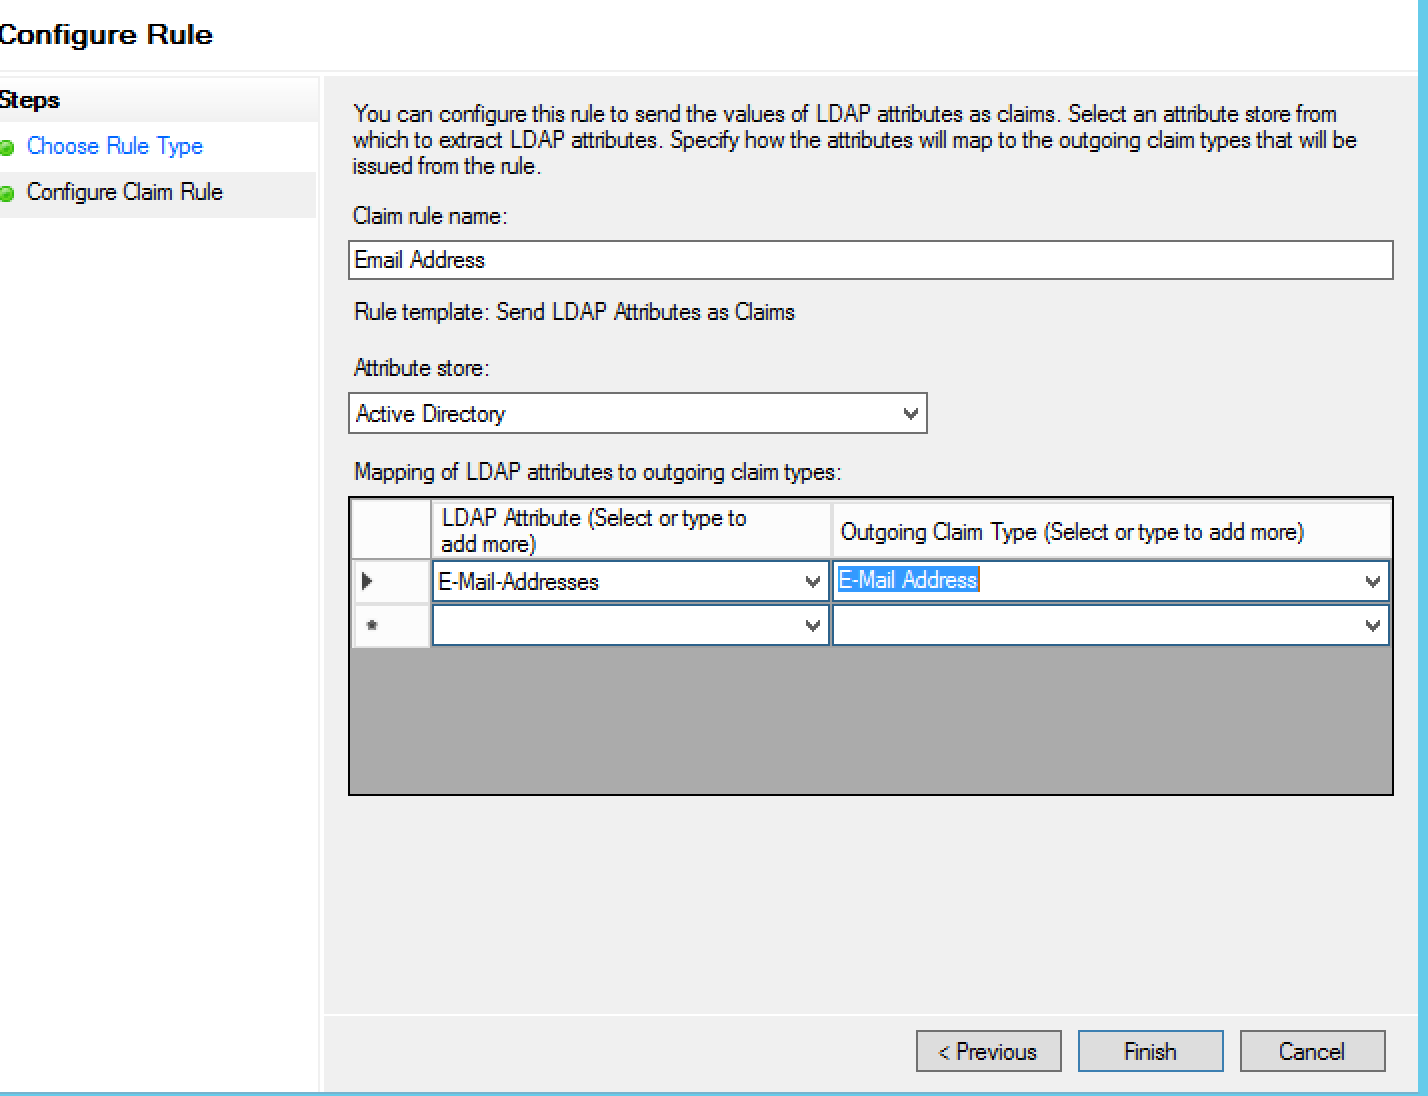 Configure Rule
Steps
Choose Rule Type
Configure Claim Rule
You can configure this rule to send the values of LDAP attributes as claims. Select an attribute store from
which to extract LDAP attributes. Specify how the attributes will map to the outgoing claim types that will be
issued from the rule.
Claim rule name:
Email Address
Rule template: Send LDAP Attributes as Claims
Attribute store:
Active Directory
Mapping of LDAP attributes to outgoing claim types:
LDAP Attribute (Select or type to
add more)
Outgoing Claim Type (Select or type to add more)
E-Mail-Addresses
E-Mail Address
< Previous
Finish
Cancel